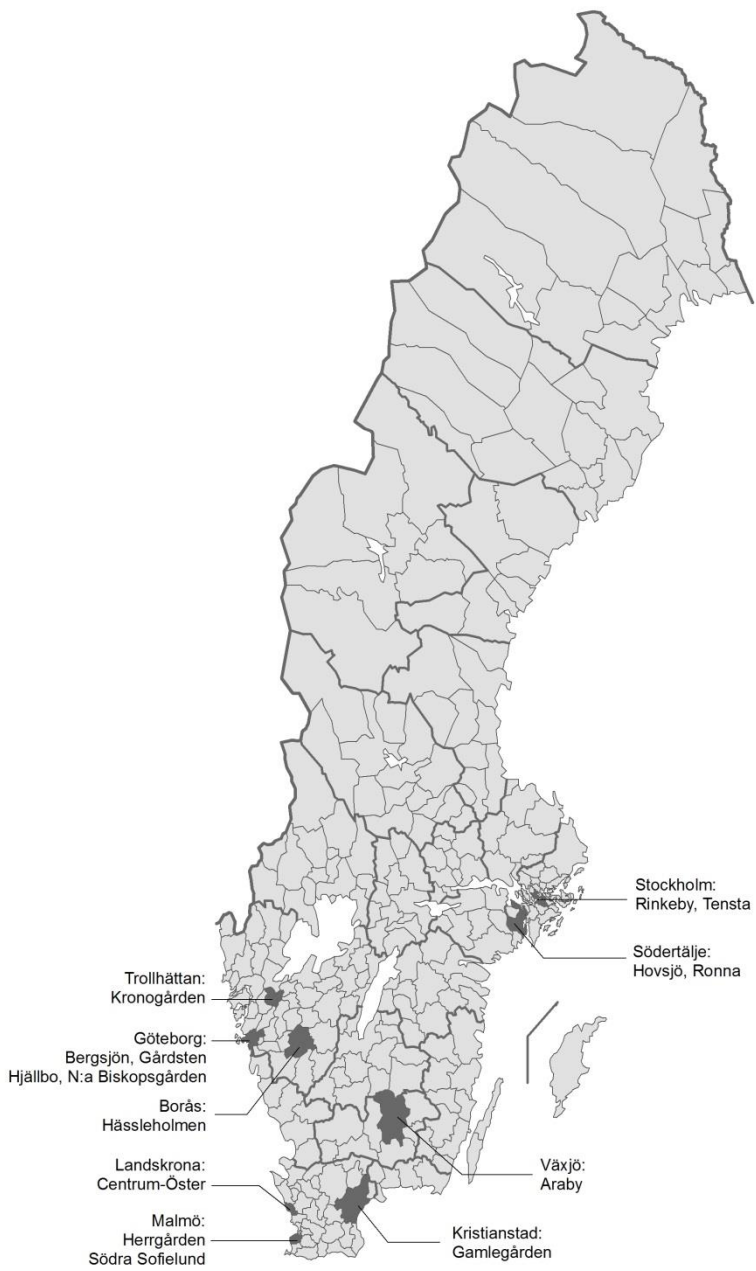 Stockholm:
Rinkeby, Tensta
Södertälje:
Hovsjö, Ronna
Trollhättan:
Kronogården
Göteborg:
Bergsjön, Gårdsten
Hjällbo, N:a Biskopsgården
Borås:
Hässleholmen
Landskrona:
Centrum-Öster
Växjö:
Araby
Malmö:
Herrgården
Södra Sofielund
Kristianstad:
Gamlegården